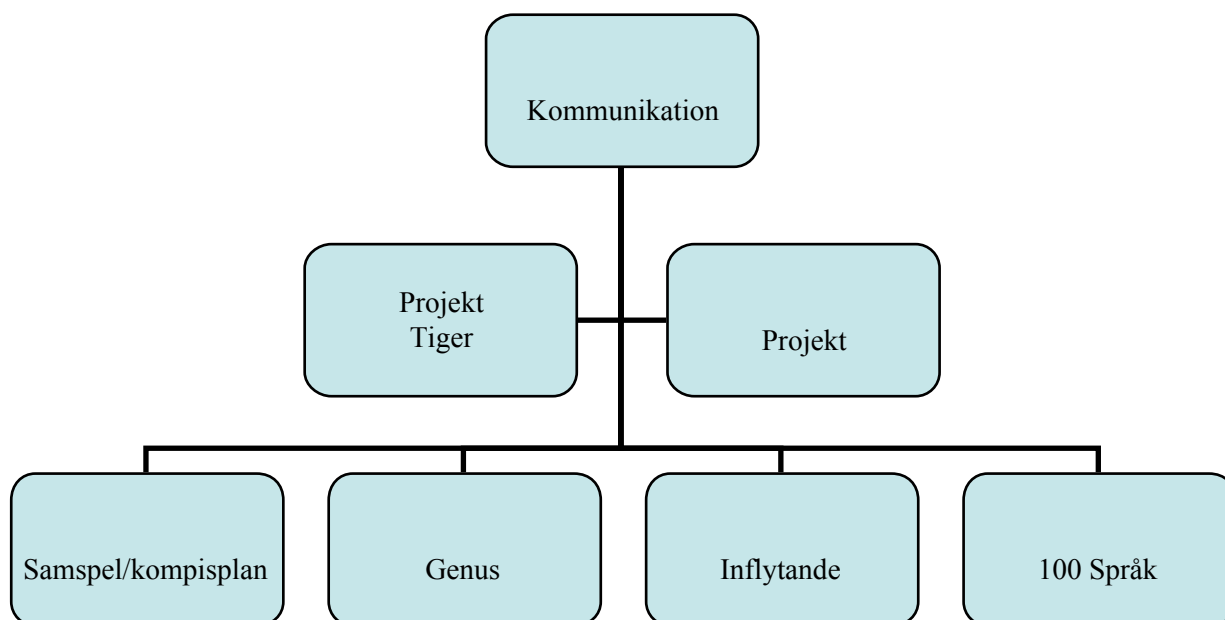 Kommunikation
Projekt
Tiger
Projekt
Samspel/kompisplan
Genus
Inflytande
100 Språk